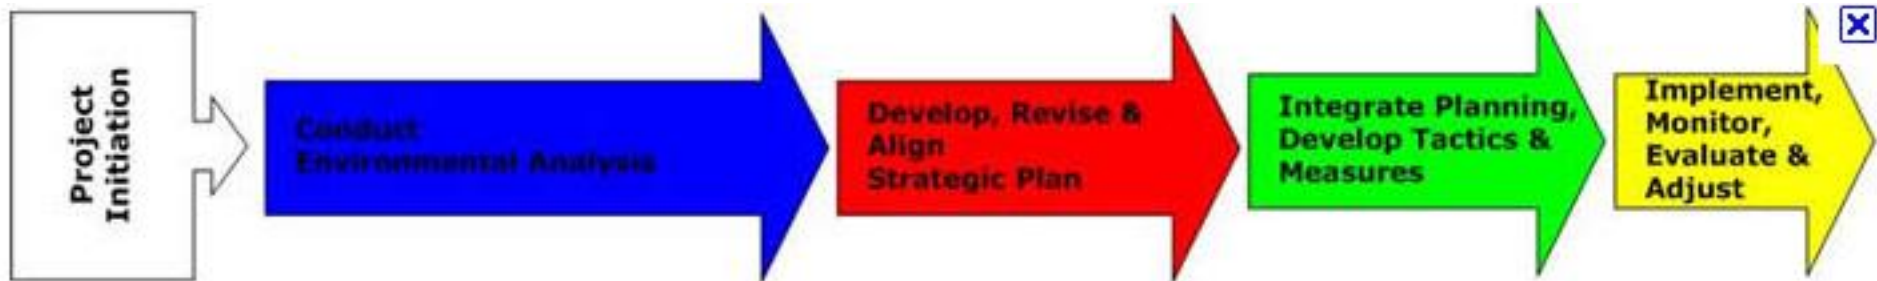 Project
Initiation
Conduct
Environmental Analysis
Develop, Revise &
Align
Strategic Plan
Integrate Planning,
Develop Tactics &
Measures
Implement,
Monitor,
Evaluate &
Adjust